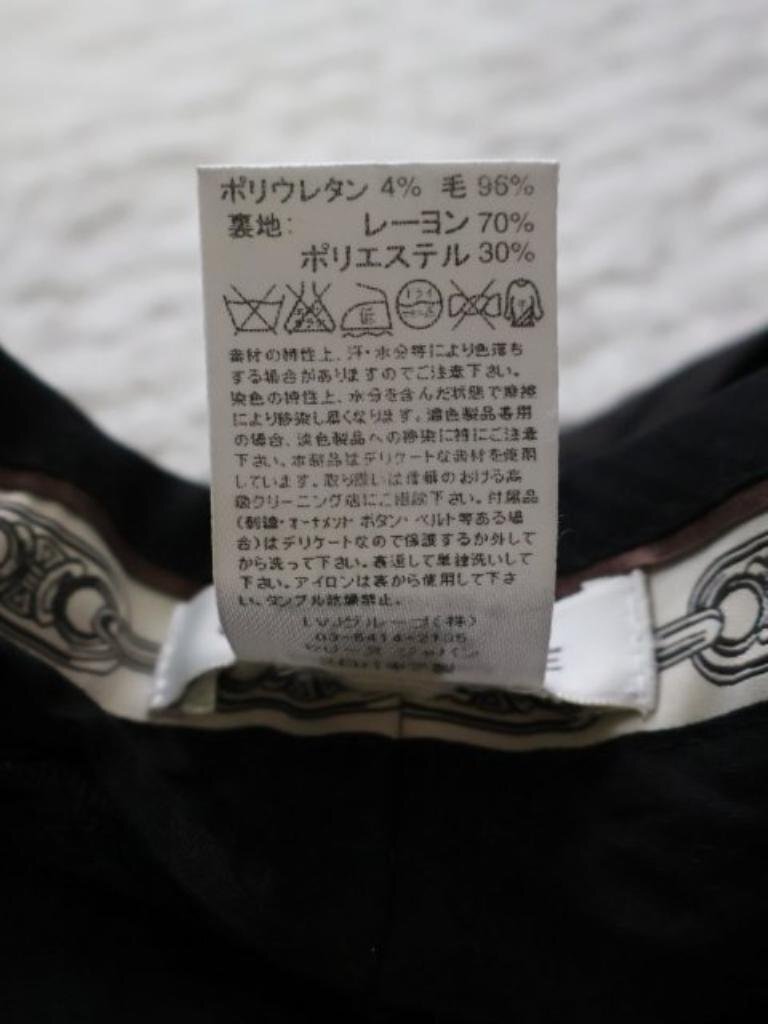 ポリウレタン 4% 毛 96%
裏地: レーヨン 70%
ポリエステル 30%
素材の特性上、汗・水分等により色落ち
する場合がありますのでご注意下さい。
染色の特性上、水分を含んだ状態で摩擦
により移染し易くなります。濃色製品着用
の場合、淡色製品への移染に特にご注意
下さい。本商品はデリケートな素材を使用
しています。取り扱いは信頼のおける高
級クリーニング店にご相談下さい。付属品
(刺繍・オーナメント ボタン・ベルト等ある場
合)はデリケートなので保護するか外して
から洗って下さい。裏返して単独洗いして
下さい。アイロンは裏から使用して下さ
い。タンブル乾燥禁止。
LVJグループ(株)
03-5414-2135
セリーヌ ジャパン